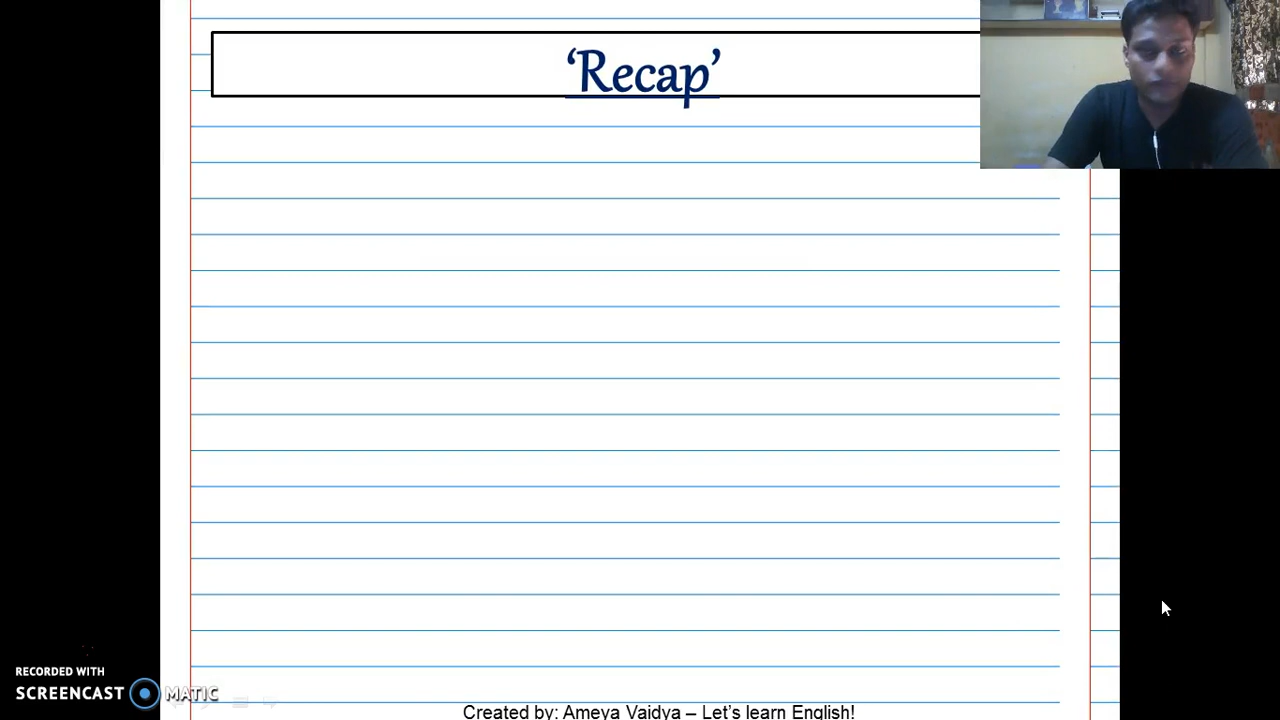 ‘Recap’
RECORDED WITH
SCREENCAST MATIC
Created by: Ameya Vaidya – Let’s learn English!